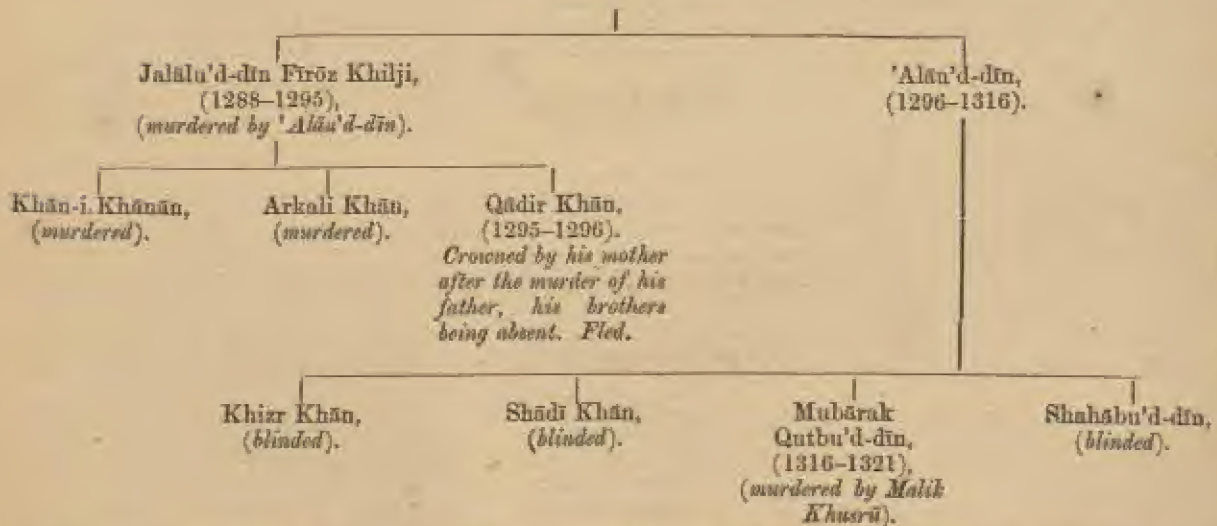 Jalālu'd-dīn Fīrōz Khilji,
(1288–1295),
(murdered by 'Alāu'd-dīn).
'Alāu'd-dīn,
(1296–1316).
Khān-i. Khānān,
(murdered).
Arkali Khān,
(murdered).
Qādir Khān,
(1295–1296).
Crowned by his mother
after the murder of his
father, his brothers
being absent. Fled.
Khizr Khān,
(blinded).
Shādī Khān,
(blinded).
Mubārak
Qutbu'd-dīn,
(1316–1321),
(murdered by Malik
Khusrū).
Shahābu'd-dīn,
(blinded).